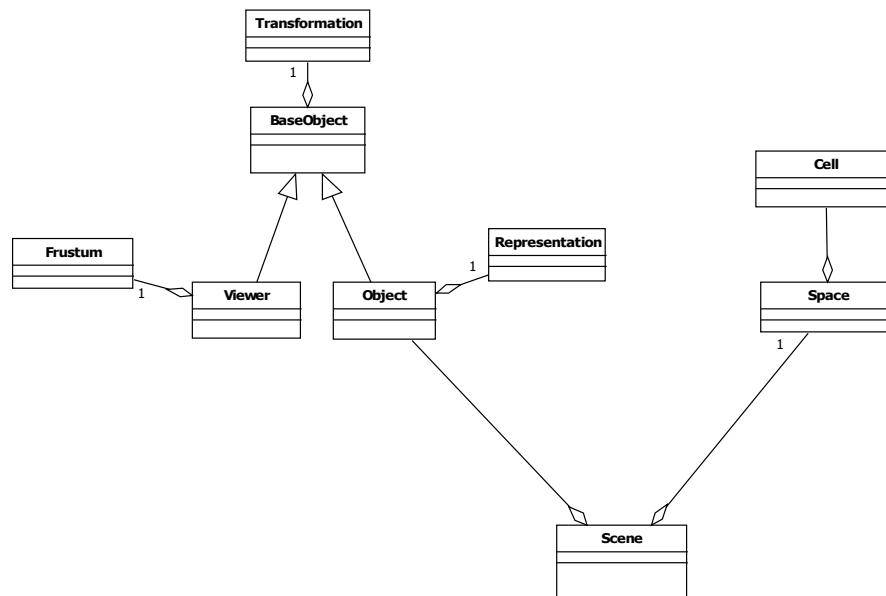 Transformation
1
BaseObject
Cell
Representation
Frustum
1
1
Viewer
Object
Space
1
Scene